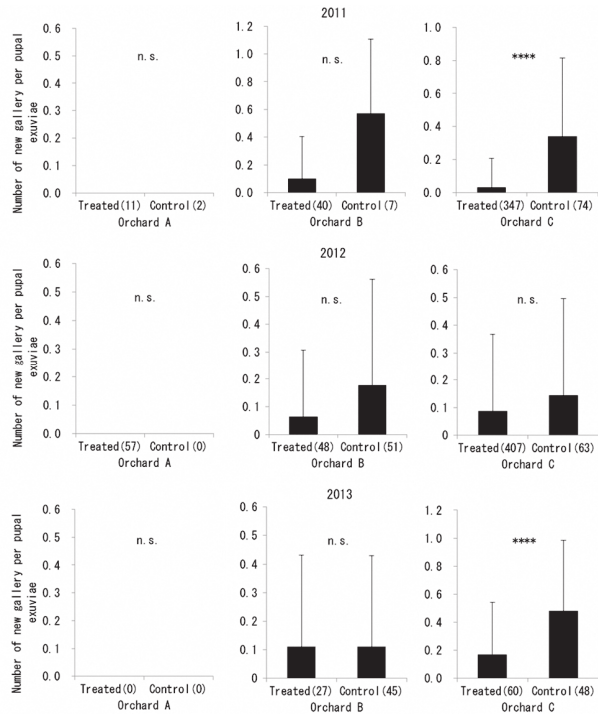 2011
Number of new gallery per pupal
exuviae
0.6
0.5
0.4
0.3
0.2
0.1
0.0
n.s.
Treated(11) Control(2)
Orchard A
1.2
1.0
0.8
0.6
0.4
0.2
0.0
n.s.
Treated(40) Control(7)
Orchard B
1.0
0.8
0.6
0.4
0.2
0.0
****
Treated(347) Control(74)
Orchard C
2012
Number of new gallery per pupal
exuviae
0.6
0.5
0.4
0.3
0.2
0.1
0.0
n.s.
Treated(57) Control(0)
Orchard A
0.6
0.5
0.4
0.3
0.2
0.1
0
n.s.
Treated(48) Control(51)
Orchard B
0.6
0.5
0.4
0.3
0.2
0.1
0
n.s.
Treated(407) Control(63)
Orchard C
2013
Number of new gallery per pupal
exuviae
0.6
0.5
0.4
0.3
0.2
0.1
0.0
n.s.
Treated(0) Control(0)
Orchard A
0.6
0.5
0.4
0.3
0.2
0.1
0.0
n.s.
Treated(27) Control(45)
Orchard B
1.2
1.0
0.8
0.6
0.4
0.2
0.0
****
Treated(60) Control(48)
Orchard C